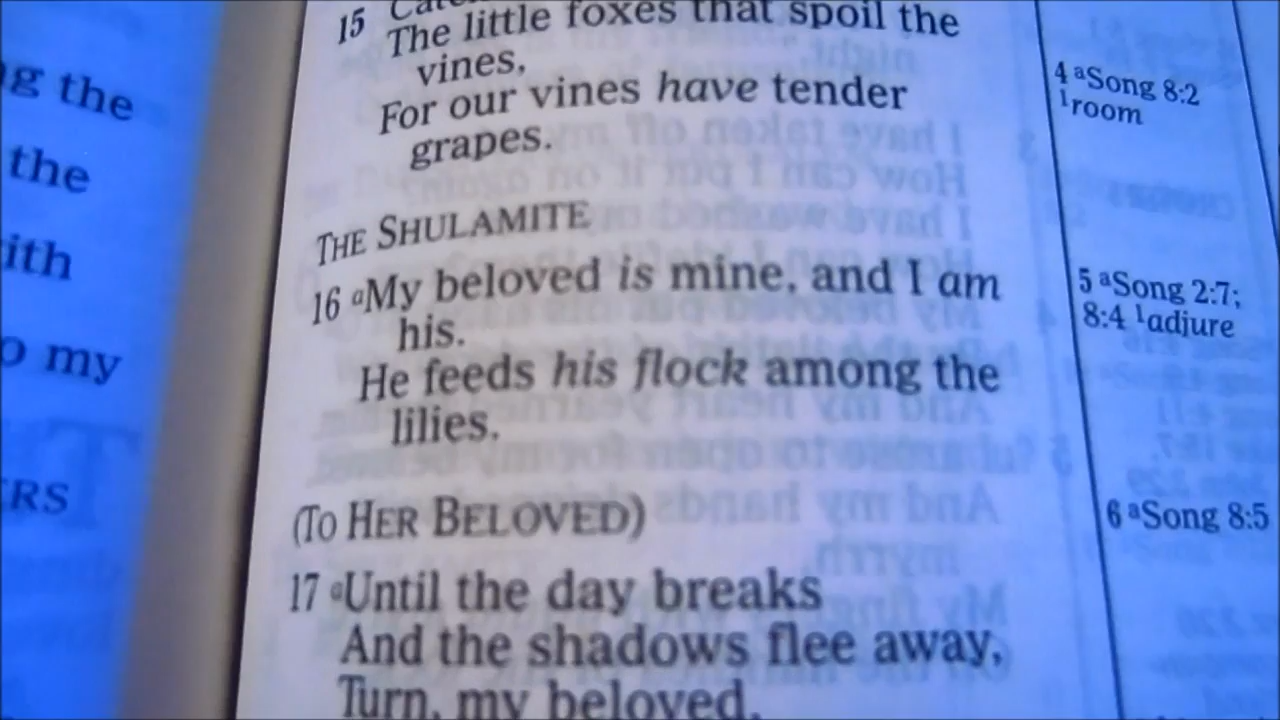 g the
the
ith
o my
ERS
15
The little foxes that spoil the
vines,
For our vines have tender
grapes.
THE SHULAMITE
16 aMy beloved is mine, and I am
his.
He feeds his flock among the
lilies.
(TO HER BELOVED)
17 aUntil the day breaks
And the shadows flee away,
Turn, my beloved,
4 aSong 8:2
1room
5 aSong 2:7;
8:4 1adjure
6 aSong 8:5